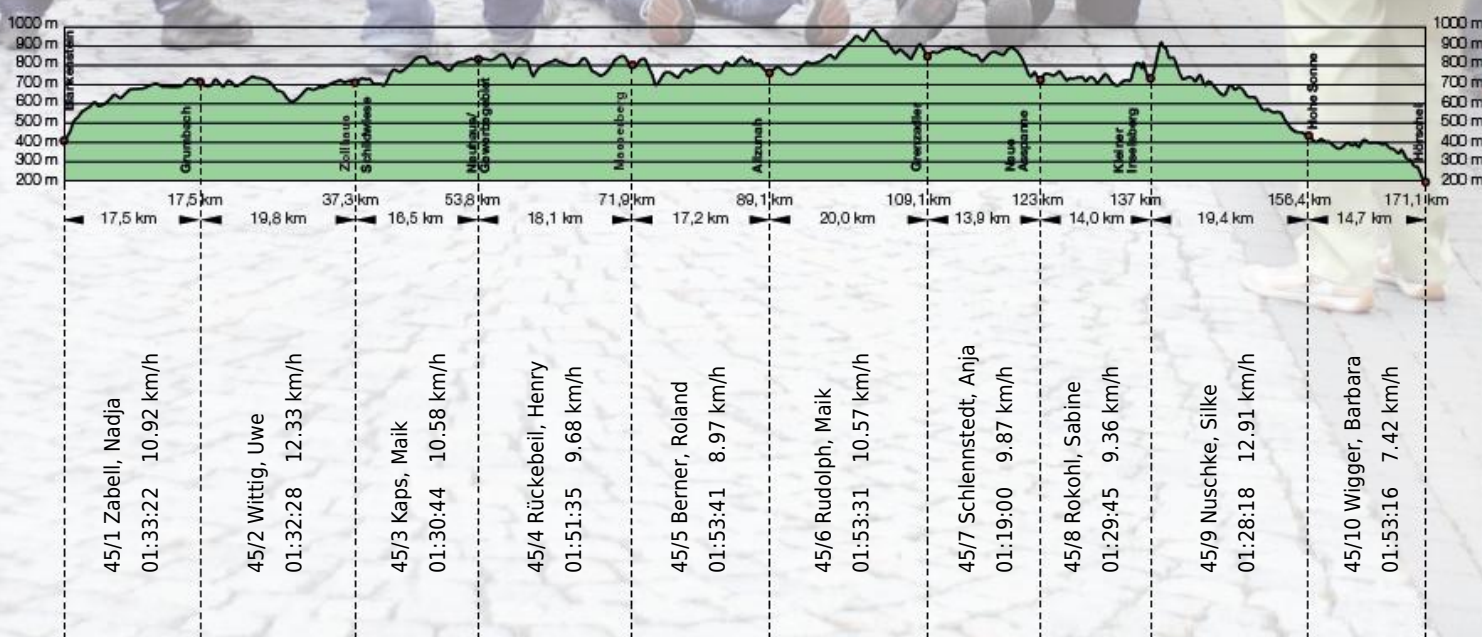 1000 m
900 m
800 m
700 m
600 m
500 m
400 m
300 m
200 m
1000 m
900 m
800 m
700 m
600 m
500 m
400 m
300 m
200 m
Blankenstein
Grumbach
Zollhaus
Schildwiese
Neuhaus/
Masserberg
Allzunah
Grenzadler
Neue
Ausspanne
Kleiner
Inselsberg
Hohe Sonne
Hörschel
17,5 km
37,3 km
53,8 km
71,9 km
89,1 km
109,1 km
123 km
137 km
156,4 km
171,1 km
17,5 km
19,8 km
16,5 km
18,1 km
17,2 km
20,0 km
13,9 km
14,0 km
19,4 km
14,7 km
45/1 Zabell, Nadja
01:33:22 10.92 km/h
45/2 Wittig, Uwe
01:32:28 12.33 km/h
45/3 Kaps, Maik
01:30:44 10.58 km/h
45/4 Rückebeil, Henry
01:51:35 9.68 km/h
45/5 Berner, Roland
01:53:41 8.97 km/h
45/6 Rudolph, Maik
01:53:31 10.57 km/h
45/7 Schlennstedt, Anja
01:19:00 9.87 km/h
45/8 Rokohl, Sabine
01:29:45 9.36 km/h
45/9 Nuschke, Silke
01:28:18 12.91 km/h
45/10 Wigger, Barbara
01:53:16 7.42 km/h